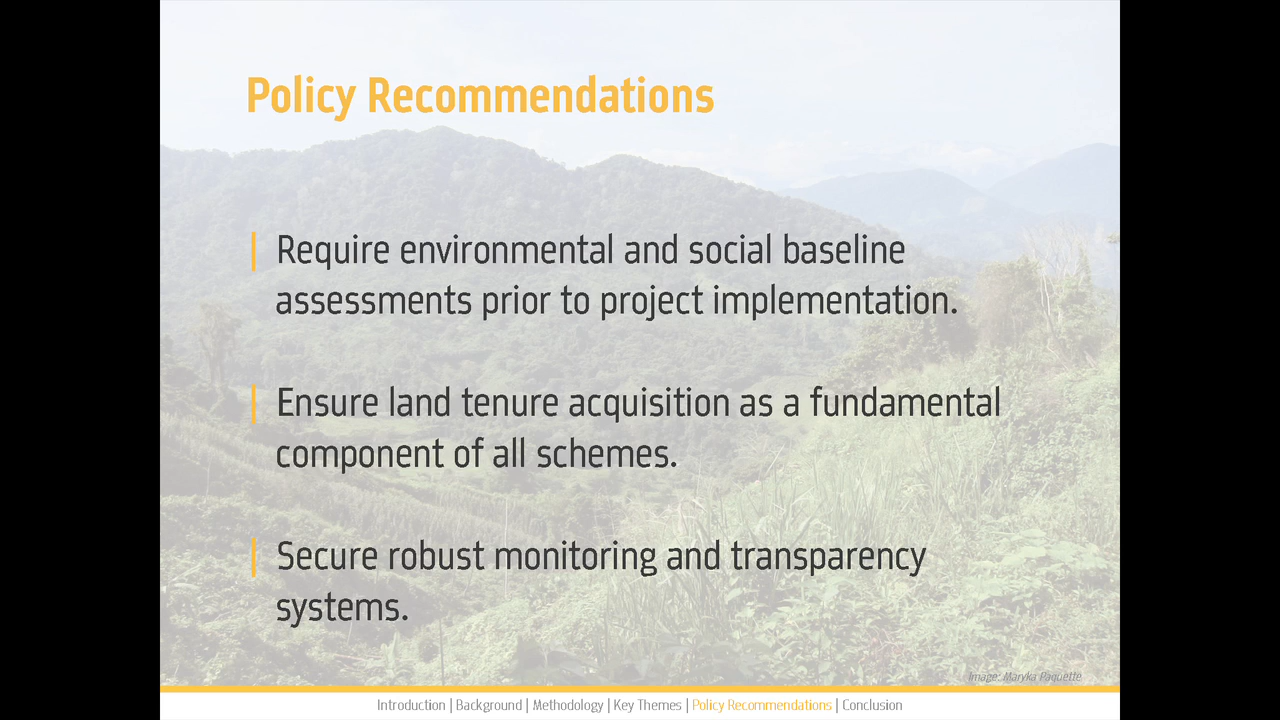 Policy Recommendations
Require environmental and social baseline
assessments prior to project implementation.
Ensure land tenure acquisition as a fundamental
component of all schemes.
Secure robust monitoring and transparency
systems.
Image: Maryka Paquette
Introduction | Background | Methodology | Key Themes | Policy Recommendations | Conclusion